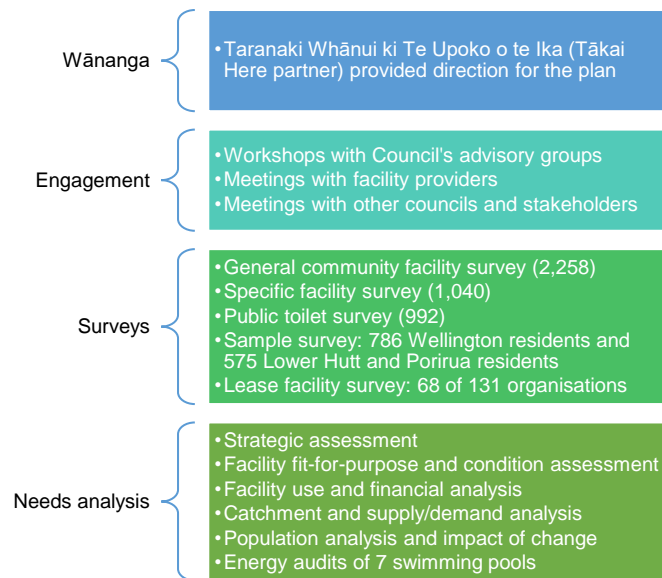 Wānanga
• Taranaki Whānui ki Te Upoko o te Ika (Tākai
Here partner) provided direction for the plan
Engagement
• Workshops with Council's advisory groups
• Meetings with facility providers
• Meetings with other councils and stakeholders
Surveys
• General community facility survey (2,258)
• Specific facility survey (1,040)
• Public toilet survey (992)
• Sample survey: 786 Wellington residents and
575 Lower Hutt and Porirua residents
• Lease facility survey: 68 of 131 organisations
Needs analysis
• Strategic assessment
• Facility fit-for-purpose and condition assessment
• Facility use and financial analysis
• Catchment and supply/demand analysis
• Population analysis and impact of change
• Energy audits of 7 swimming pools